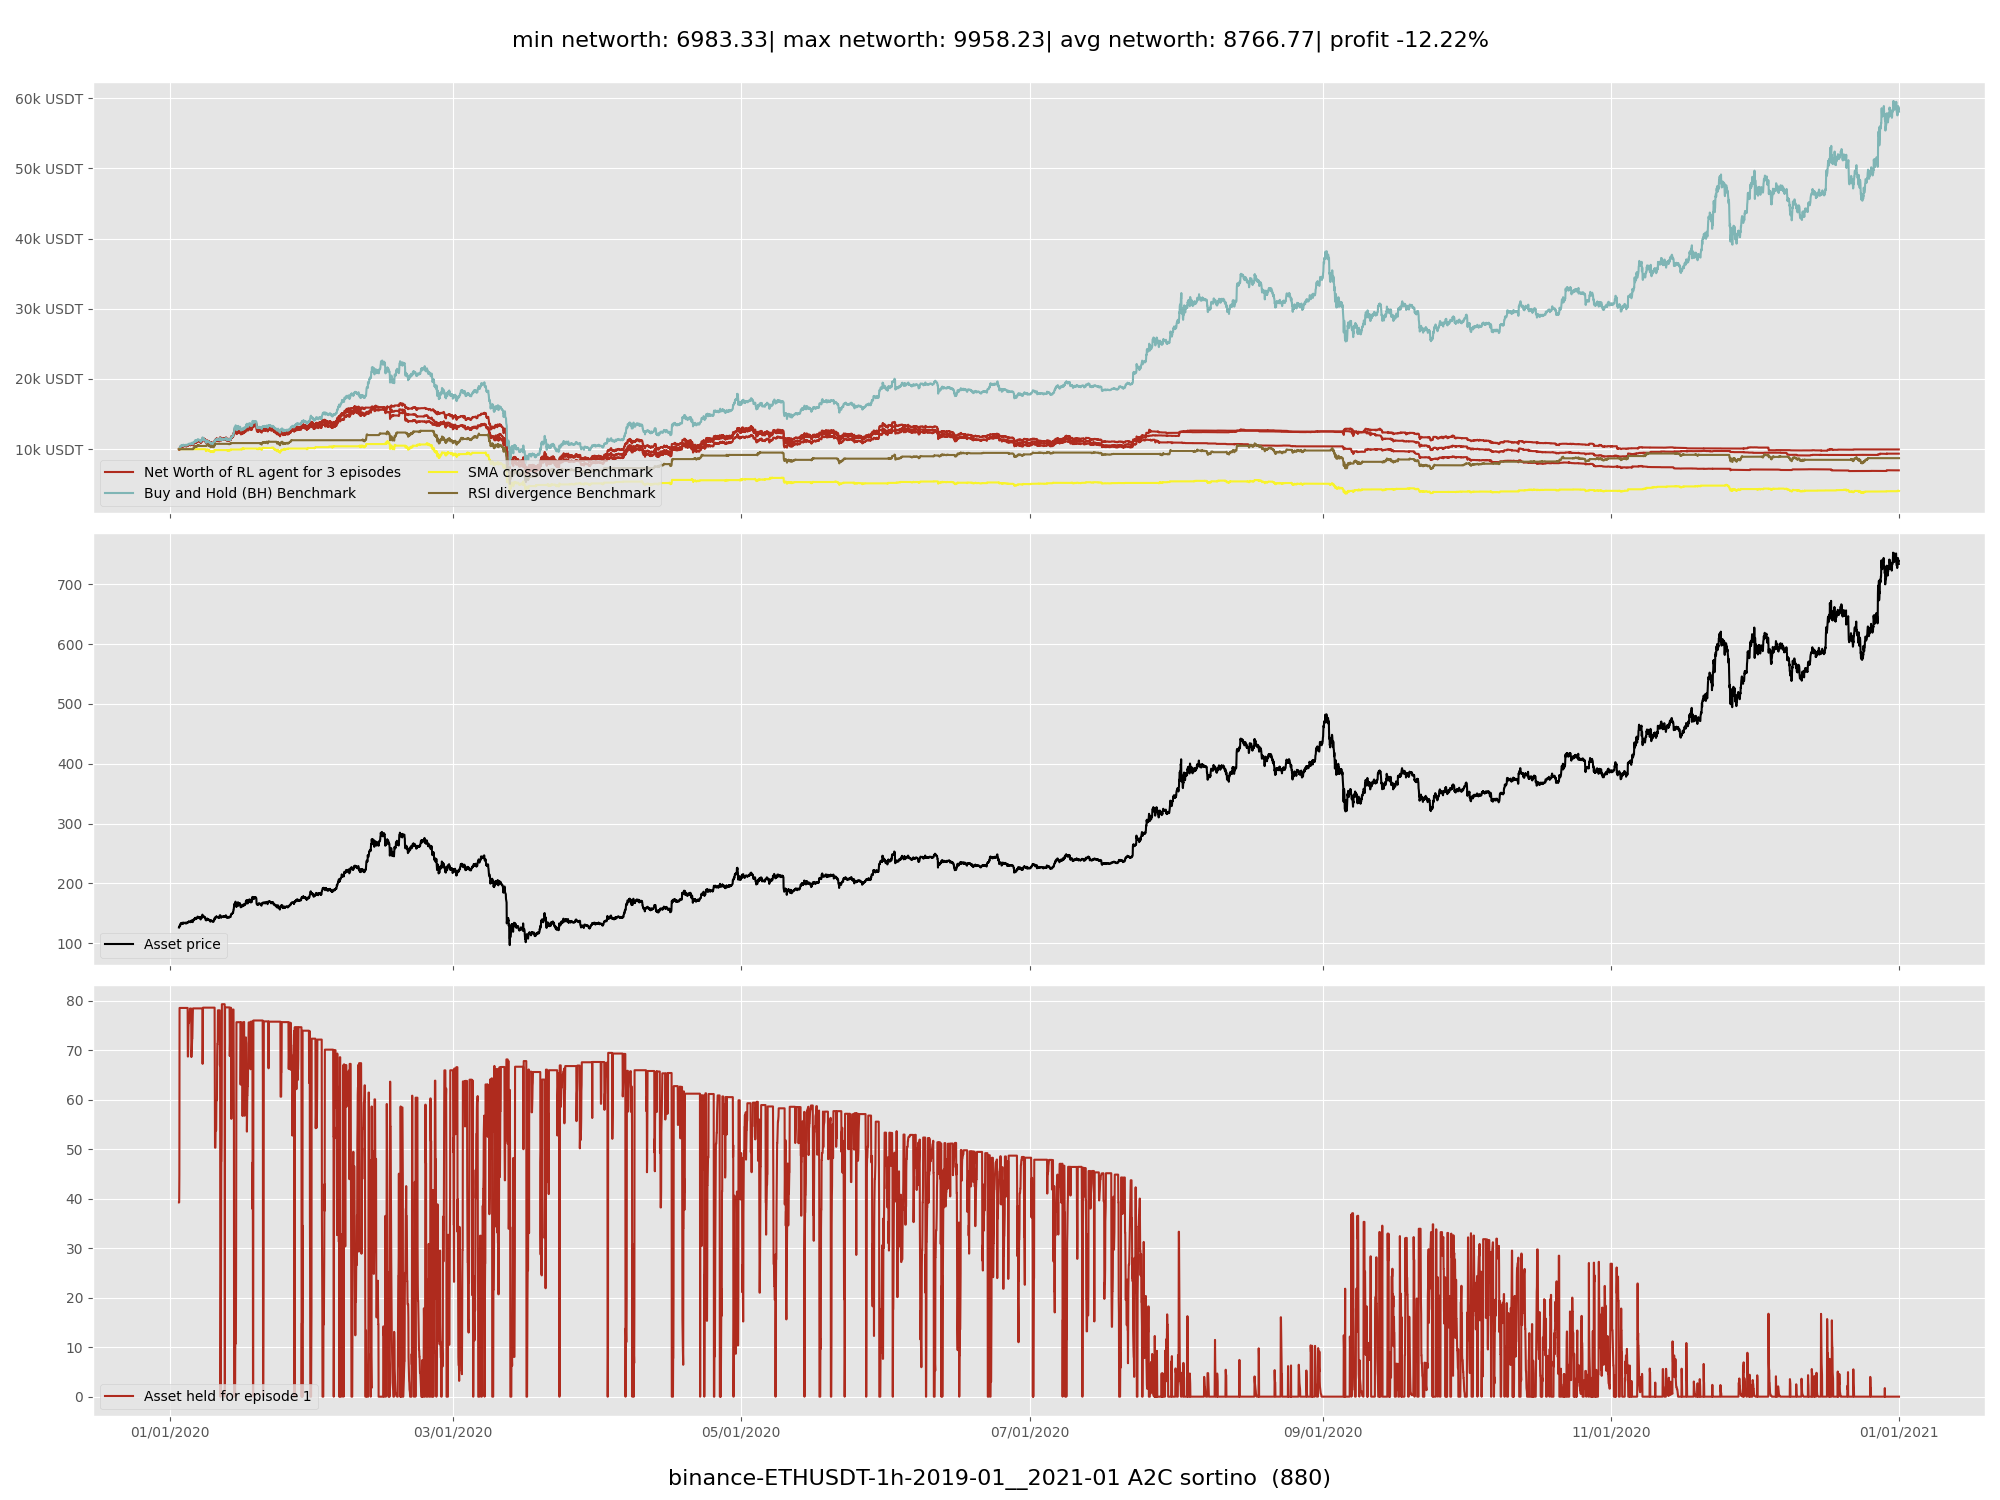 min networth: 6983.33| max networth: 9958.23| avg networth: 8766.77| profit -12.22%
60k USDT
50k USDT
40k USDT
30k USDT
20k USDT
10k USDT
Net Worth of RL agent for 3 episodes
Buy and Hold (BH) Benchmark
SMA crossover Benchmark
RSI divergence Benchmark
700
600
500
400
300
200
100
Asset price
80
70
60
50
40
30
20
10
0
Asset held for episode 1
01/01/2020 03/01/2020 05/01/2020 07/01/2020 09/01/2020 11/01/2020 01/01/2021
binance-ETHUSDT-1h-2019-01__2021-01 A2C sortino (880)